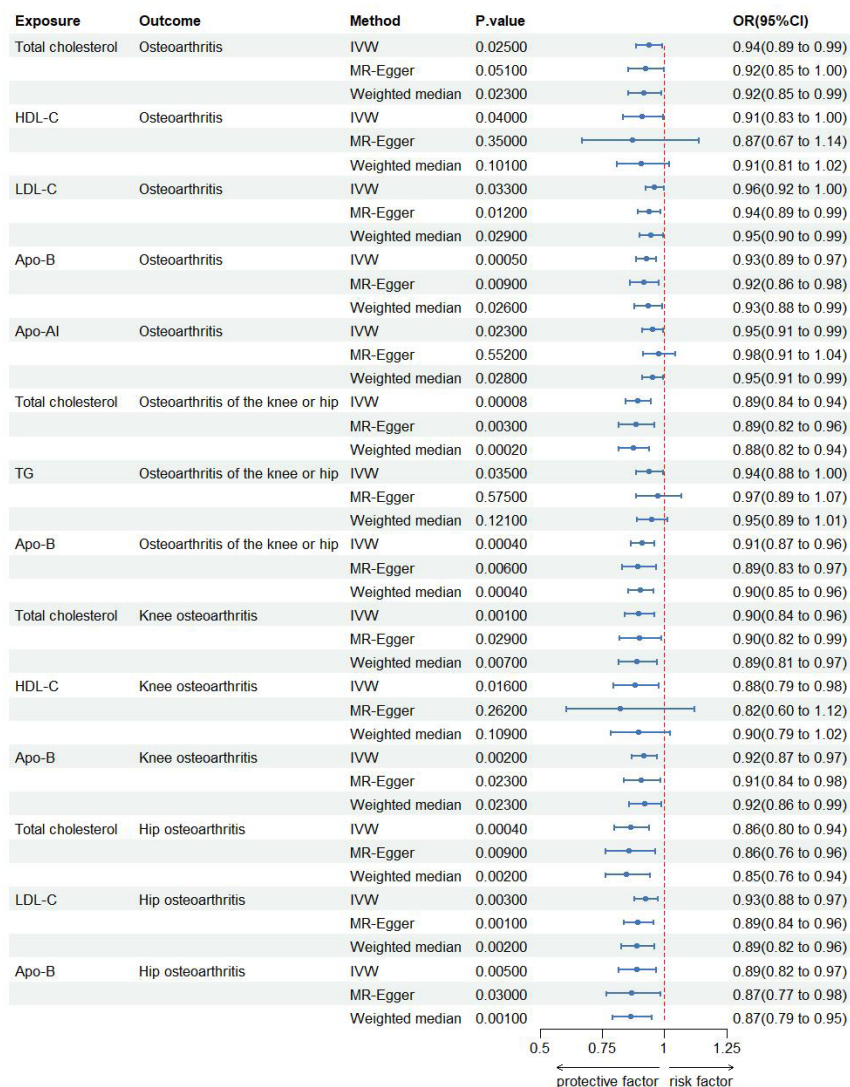 Exposure Outcome Method P.value OR(95%CI)
Total cholesterol Osteoarthritis IVW 0.02500 0.94(0.89 to 0.99)
MR-Egger 0.05100 0.92(0.85 to 1.00)
Weighted median 0.02300 0.92(0.85 to 0.99)
HDL-C Osteoarthritis IVW 0.04000 0.91(0.83 to 1.00)
MR-Egger 0.35000 0.87(0.67 to 1.14)
Weighted median 0.10100 0.91(0.81 to 1.02)
LDL-C Osteoarthritis IVW 0.03300 0.96(0.92 to 1.00)
MR-Egger 0.01200 0.94(0.89 to 0.99)
Weighted median 0.02900 0.95(0.90 to 0.99)
Apo-B Osteoarthritis IVW 0.00050 0.93(0.89 to 0.97)
MR-Egger 0.00900 0.92(0.86 to 0.98)
Weighted median 0.02600 0.93(0.88 to 0.99)
Apo-AI Osteoarthritis IVW 0.02300 0.95(0.91 to 0.99)
MR-Egger 0.55200 0.98(0.91 to 1.04)
Weighted median 0.02800 0.95(0.91 to 0.99)
Total cholesterol Osteoarthritis of the knee or hip IVW 0.00008 0.89(0.84 to 0.94)
MR-Egger 0.00300 0.89(0.82 to 0.96)
Weighted median 0.00020 0.88(0.82 to 0.94)
TG Osteoarthritis of the knee or hip IVW 0.03500 0.94(0.88 to 1.00)
MR-Egger 0.57500 0.97(0.89 to 1.07)
Weighted median 0.12100 0.95(0.89 to 1.01)
Apo-B Osteoarthritis of the knee or hip IVW 0.00040 0.91(0.87 to 0.96)
MR-Egger 0.00600 0.89(0.83 to 0.97)
Weighted median 0.00040 0.90(0.85 to 0.96)
Total cholesterol Knee osteoarthritis IVW 0.00100 0.90(0.84 to 0.96)
MR-Egger 0.02900 0.90(0.82 to 0.99)
Weighted median 0.00700 0.89(0.81 to 0.97)
HDL-C Knee osteoarthritis IVW 0.01600 0.88(0.79 to 0.98)
MR-Egger 0.26200 0.82(0.60 to 1.12)
Weighted median 0.10900 0.90(0.79 to 1.02)
Apo-B Knee osteoarthritis IVW 0.00200 0.92(0.87 to 0.97)
MR-Egger 0.02300 0.91(0.84 to 0.98)
Weighted median 0.02300 0.92(0.86 to 0.99)
Total cholesterol Hip osteoarthritis IVW 0.00040 0.86(0.80 to 0.94)
MR-Egger 0.00900 0.86(0.76 to 0.96)
Weighted median 0.00200 0.85(0.76 to 0.94)
LDL-C Hip osteoarthritis IVW 0.00300 0.93(0.88 to 0.97)
MR-Egger 0.00100 0.89(0.84 to 0.96)
Weighted median 0.00200 0.89(0.82 to 0.96)
Apo-B Hip osteoarthritis IVW 0.00500 0.89(0.82 to 0.97)
MR-Egger 0.03000 0.87(0.77 to 0.98)
Weighted median 0.00100 0.87(0.79 to 0.95)
0.5 0.75 1 1.25
protective factor risk factor